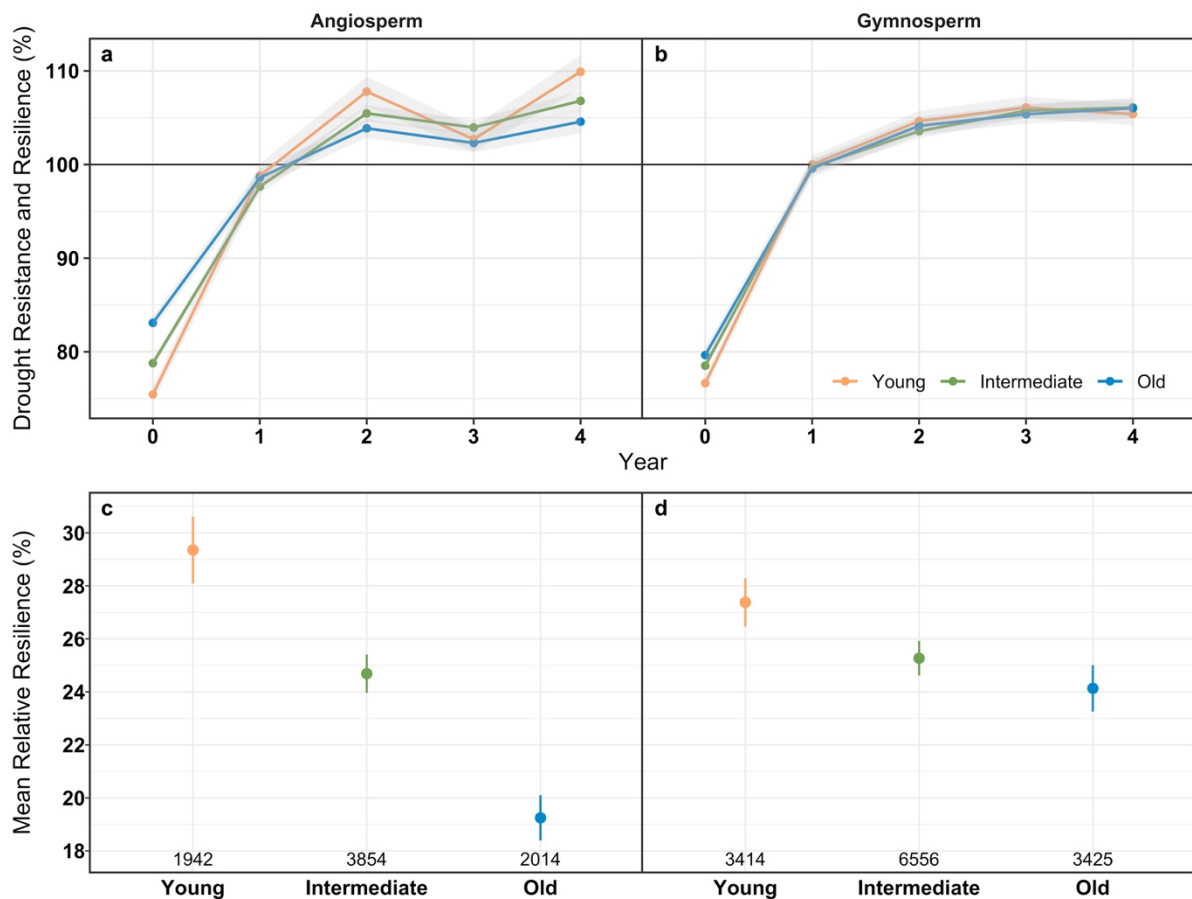 Angiosperm
Gymnosperm
Drought Resistance and Resilience (%)
a
b
110
100
90
80
Young
Intermediate
Old
0 1 2 3 4
0 1 2 3 4
Year
Mean Relative Resilience (%)
c
d
30
28
26
24
22
20
18
1942 3854 2014
3414 6556 3425
Young Intermediate Old
Young Intermediate Old